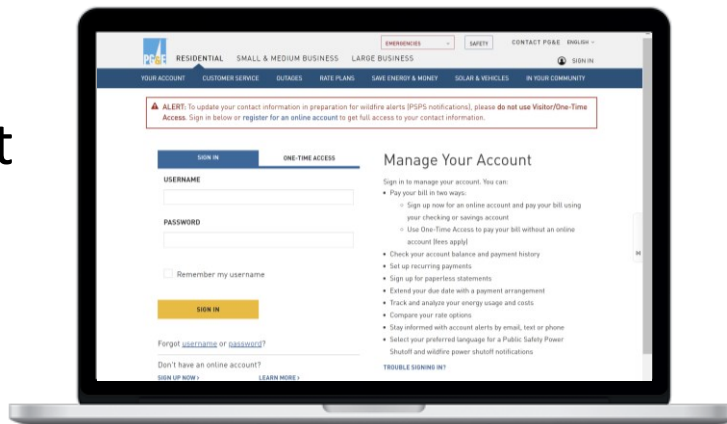 t
PG&E
EMERGENCIES
SAFETY
CONTACT PG&E
ENGLISH
RESIDENTIAL SMALL & MEDIUM BUSINESS LARGE BUSINESS
SIGN IN
YOUR ACCOUNT CUSTOMER SERVICE OUTAGES RATE PLANS SAVE ENERGY & MONEY SOLAR & VEHICLES IN YOUR COMMUNITY
ALERT: To update your contact information in preparation for wildfire alerts (PSPS notifications), please do not use Visitor/One-Time
Access. Sign in below or register for an online account to get full access to your contact information.
SIGN IN
ONE-TIME ACCESS
USERNAME
PASSWORD
Remember my username
SIGN IN
Forgot username or password?
Don't have an online account?
SIGN UP NOW ›
LEARN MORE ›
Manage Your Account
Sign in to manage your account. You can:
• Pay your bill in two ways:
○ Sign up now for an online account and pay your bill using
your checking or savings account
○ Use One-Time Access to pay your bill without an online
account (fees apply)
• Check your account balance and payment history
• Set up recurring payments
• Sign up for paperless statements
• Extend your due date with a payment arrangement
• Track and analyze your energy usage and costs
• Compare your rate options
• Stay informed with account alerts by email, text or phone
• Select your preferred language for a Public Safety Power
Shutoff and wildfire power shutoff notifications
TROUBLE SIGNING IN?